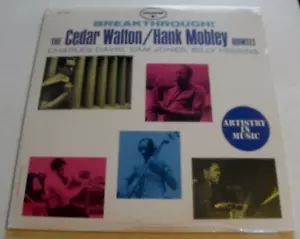 BREAKTHROUGH!
THE Cedar Walton/Hank Mobley QUINTET
CHARLES DAVIS, SAM JONES, BILLY HIGGINS
ARTISTRY
IN
MUSIC